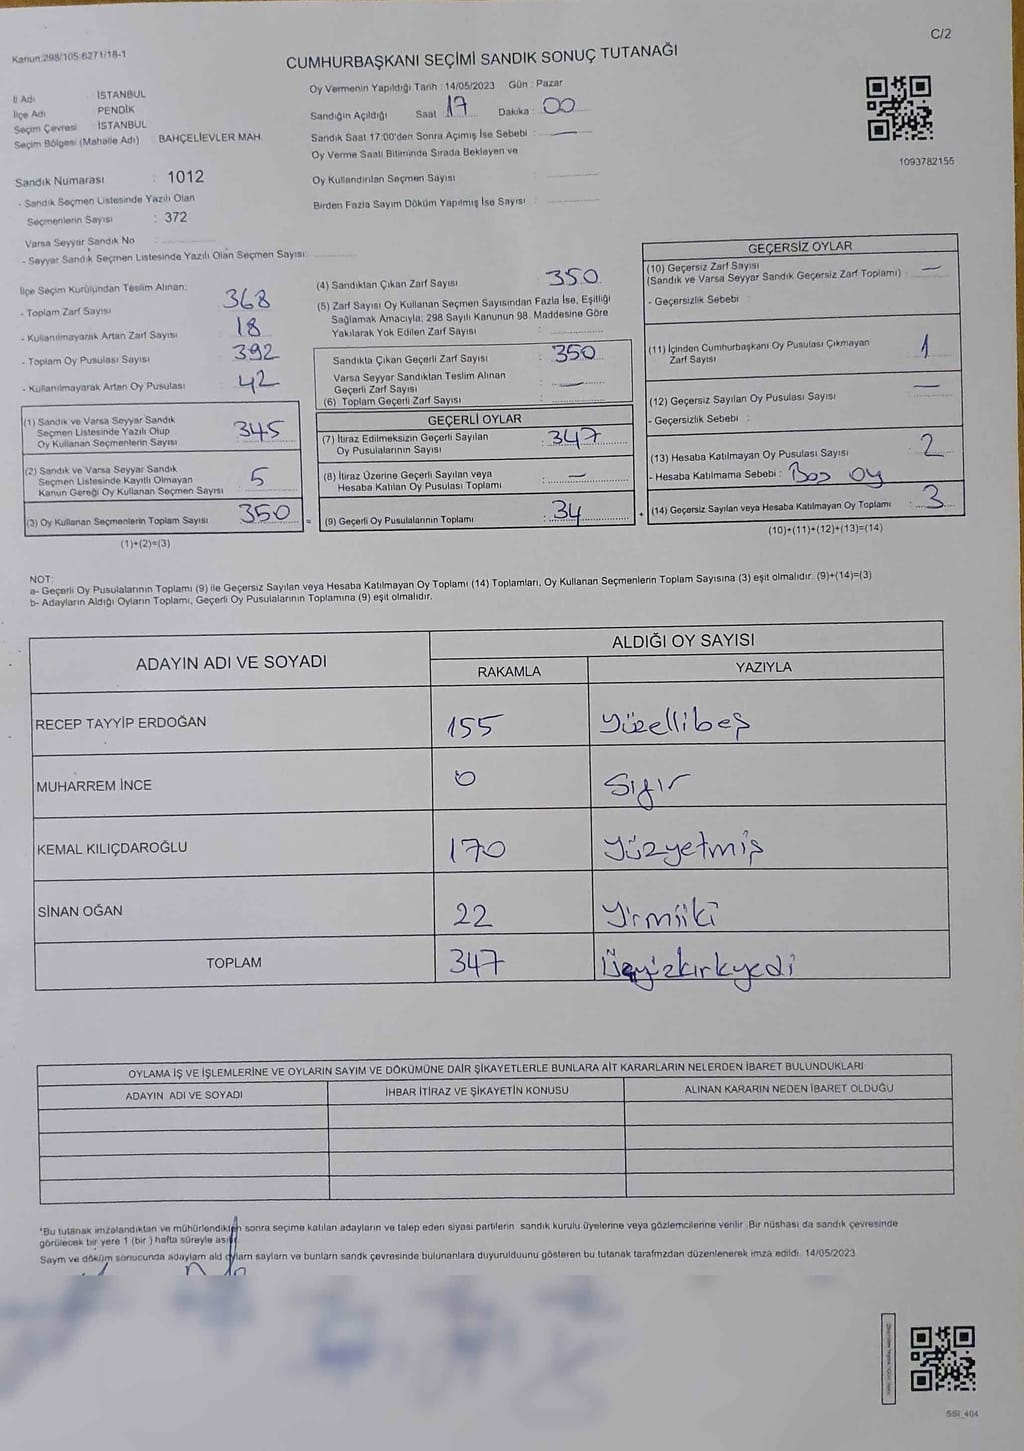 C/2
Kanun:298/105:6271/18-1
CUMHURBAŞKANI SEÇİMİ SANDIK SONUÇ TUTANAĞI
İl Adı : İSTANBUL
İlçe Adı : PENDİK
Seçim Çevresi : İSTANBUL
Seçim Bölgesi (Mahalle Adı) : BAHÇELİEVLER MAH.
Oy Vermenin Yapıldığı Tarih : 14/05/2023 Gün : Pazar
Sandığın Açıldığı Saat 17 Dakika : 00
Sandık Saat 17:00'den Sonra Açımış İse Sebebi : —
Oy Verme Saati Bitiminde Sırada Bekleyen ve
Oy Kullandırılan Seçmen Sayısı
Birden Fazla Sayım Döküm Yapılmış İse Sayısı :
1093782155
Sandık Numarası : 1012
- Sandık Seçmen Listesinde Yazılı Olan
Seçmenlerin Sayısı : 372
Varsa Seyyar Sandık No :
- Seyyar Sandık Seçmen Listesinde Yazılı Olan Seçmen Sayısı:
İlçe Seçim Kurulundan Teslim Alınan:
- Toplam Zarf Sayısı 368
- Kullanılmayarak Artan Zarf Sayısı 18
- Toplam Oy Pusulası Sayısı 392
- Kullanılmayarak Artan Oy Pusulası 42
(1) Sandık ve Varsa Seyyar Sandık
Seçmen Listesinde Yazılı Olup
Oy Kullanan Seçmenlerin Sayısı 345
(2) Sandık ve Varsa Seyyar Sandık
Seçmen Listesinde Kayıtlı Olmayan
Kanun Gereği Oy Kullanan Seçmen Sayısı 5
(3) Oy Kullanan Seçmenlerin Toplam Sayısı 350 =
(1)+(2)=(3)
(4) Sandıktan Çıkan Zarf Sayısı 350
(5) Zarf Sayısı Oy Kullanan Seçmen Sayısından Fazla İse, Eşitliği
Sağlamak Amacıyla; 298 Sayılı Kanunun 98. Maddesine Göre
Yakılarak Yok Edilen Zarf Sayısı :
Sandıkta Çıkan Geçerli Zarf Sayısı : 350
Varsa Seyyar Sandıktan Teslim Alınan
Geçerli Zarf Sayısı : —
(6) Toplam Geçerli Zarf Sayısı :
GEÇERLİ OYLAR
(7) İtiraz Edilmeksizin Geçerli Sayılan
Oy Pusulalarının Sayısı : 347
(8) İtiraz Üzerine Geçerli Sayılan veya
Hesaba Katılan Oy Pusulası Toplamı : —
(9) Geçerli Oy Pusulalarının Toplamı : 34 +
GEÇERSİZ OYLAR
(10) Geçersiz Zarf Sayısı
(Sandık ve Varsa Seyyar Sandık Geçersiz Zarf Toplamı) : —
- Geçersizlik Sebebi :
(11) İçinden Cumhurbaşkanı Oy Pusulası Çıkmayan
Zarf Sayısı 1
(12) Geçersiz Sayılan Oy Pusulası Sayısı —
- Geçersizlik Sebebi :
(13) Hesaba Katılmayan Oy Pusulası Sayısı : 2
- Hesaba Katılmama Sebebi : Boş oy
(14) Geçersiz Sayılan veya Hesaba Katılmayan Oy Toplamı : 3
(10)+(11)+(12)+(13)=(14)
NOT:
a- Geçerli Oy Pusulalarının Toplamı (9) ile Geçersiz Sayılan veya Hesaba Katılmayan Oy Toplamı (14) Toplamları, Oy Kullanan Seçmenlerin Toplam Sayısına (3) eşit olmalıdır. (9)+(14)=(3)
b- Adayların Aldığı Oyların Toplamı, Geçerli Oy Pusulalarının Toplamına (9) eşit olmalıdır.
ADAYIN ADI VE SOYADI ALDIĞI OY SAYISI
RAKAMLA YAZIYLA
RECEP TAYYİP ERDOĞAN 155 Yüzellibeş
MUHARREM İNCE 0 Sıfır
KEMAL KILIÇDAROĞLU 170 Yüzyetmiş
SİNAN OĞAN 22 Yirmiiki
TOPLAM 347 Üçyüzkırkyedi
OYLAMA İŞ VE İŞLEMLERİNE VE OYLARIN SAYIM VE DÖKÜMÜNE DAİR ŞİKAYETLERLE BUNLARA AİT KARARLARIN NELERDEN İBARET BULUNDUKLARI
ADAYIN ADI VE SOYADI İHBAR İTİRAZ VE ŞİKAYETİN KONUSU ALINAN KARARIN NEDEN İBARET OLDUĞU
*Bu tutanak imzalandıktan ve mühürlendikten sonra seçime katılan adayların ve talep eden siyasi partilerin sandık kurulu üyelerine veya gözlemcilerine verilir .Bir nüshası da sandık çevresinde
görülecek bir yere 1 (bir ) hafta süreyle asılır.
Sayım ve döküm sonucunda adayların ald oyların sayları ve bunların sandk çevresinde bulunanlara duyurulduunu gösteren bu tutanak tarafmzdan düzenlenerek imza edildi. 14/05/2023
SSI_404